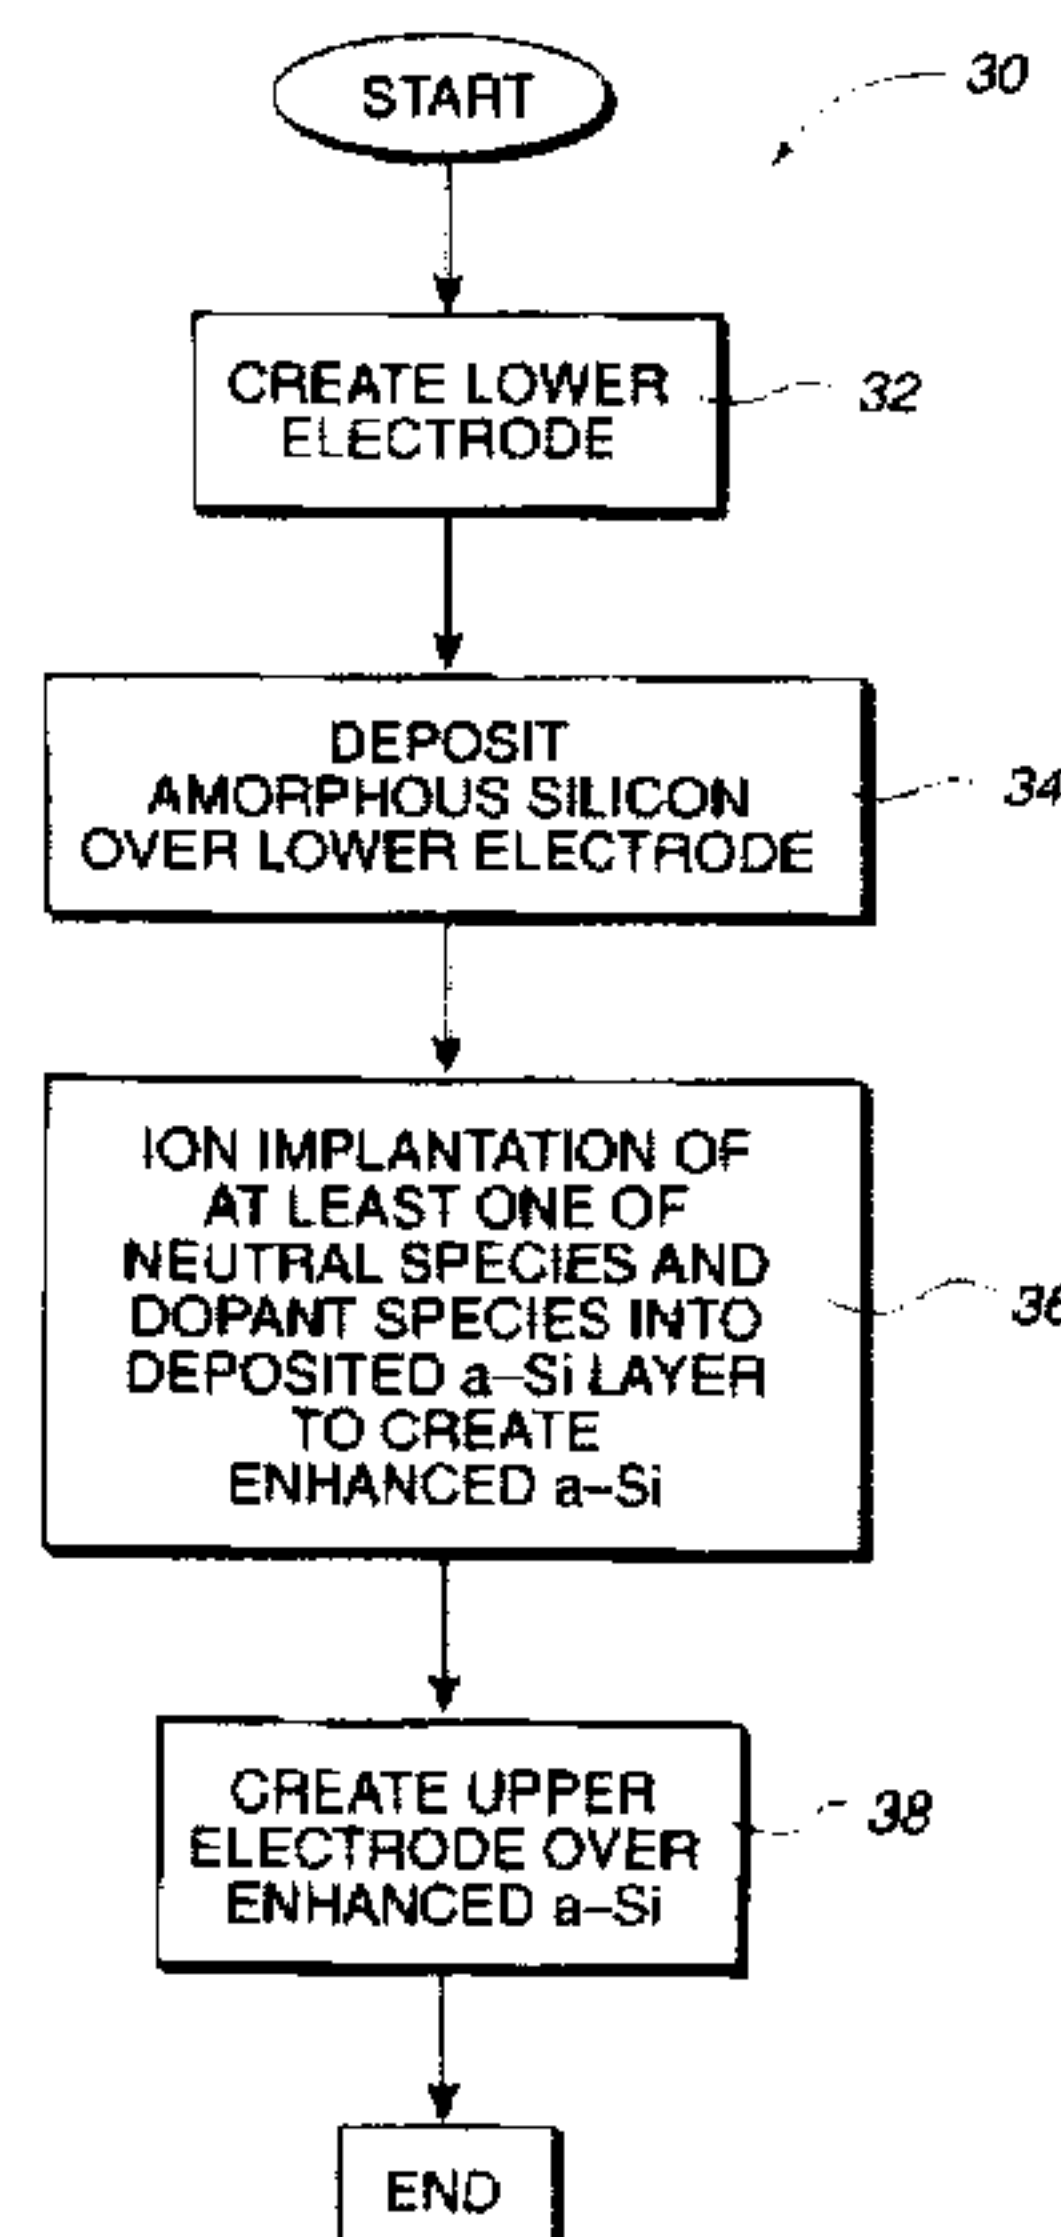 START
30
CREATE LOWER
ELECTRODE
32
DEPOSIT
AMORPHOUS SILICON
OVER LOWER ELECTRODE
34
ION IMPLANTATION OF
AT LEAST ONE OF
NEUTRAL SPECIES AND
DOPANT SPECIES INTO
DEPOSITED a-Si LAYER
TO CREATE
ENHANCED a-Si
36
CREATE UPPER
ELECTRODE OVER
ENHANCED a-Si
38
END